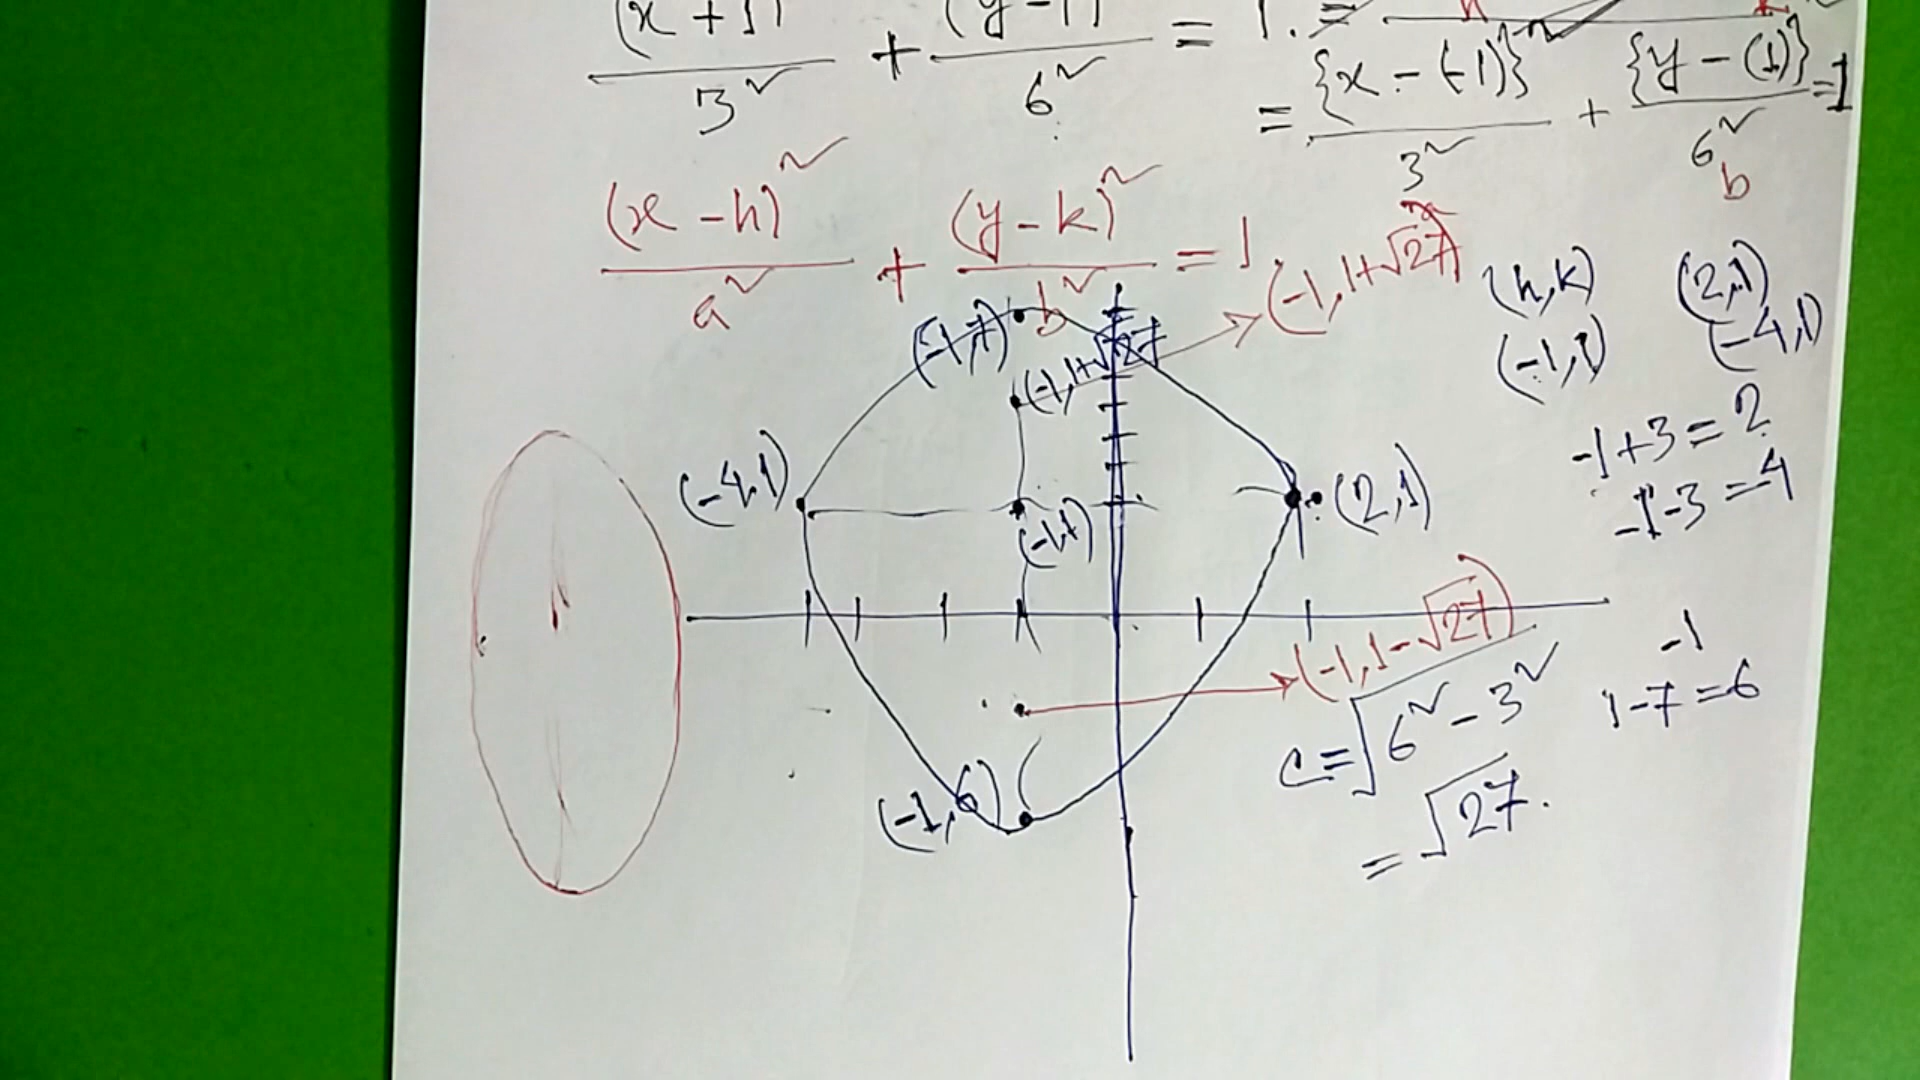 (x+1) / 3² + (y-1) / 6² = 1. =
= {x-(-1)}² / 3² + {y-(1)}² / 6² = 1
b
(x-h)² / a² + (y-k)² / b² = 1
(-1, 1+√27)
(h,k) (2,1)
(-1,1) (-4,1)
(-1,7)
(-1, 1+√27
-1+3=2
-1-3=-4
(-4,1)
(2,1)
(-1,1)
(-1, 1-√27)
-1
1-7=6
c=√6²-3²
=√27.
(-1, 6)